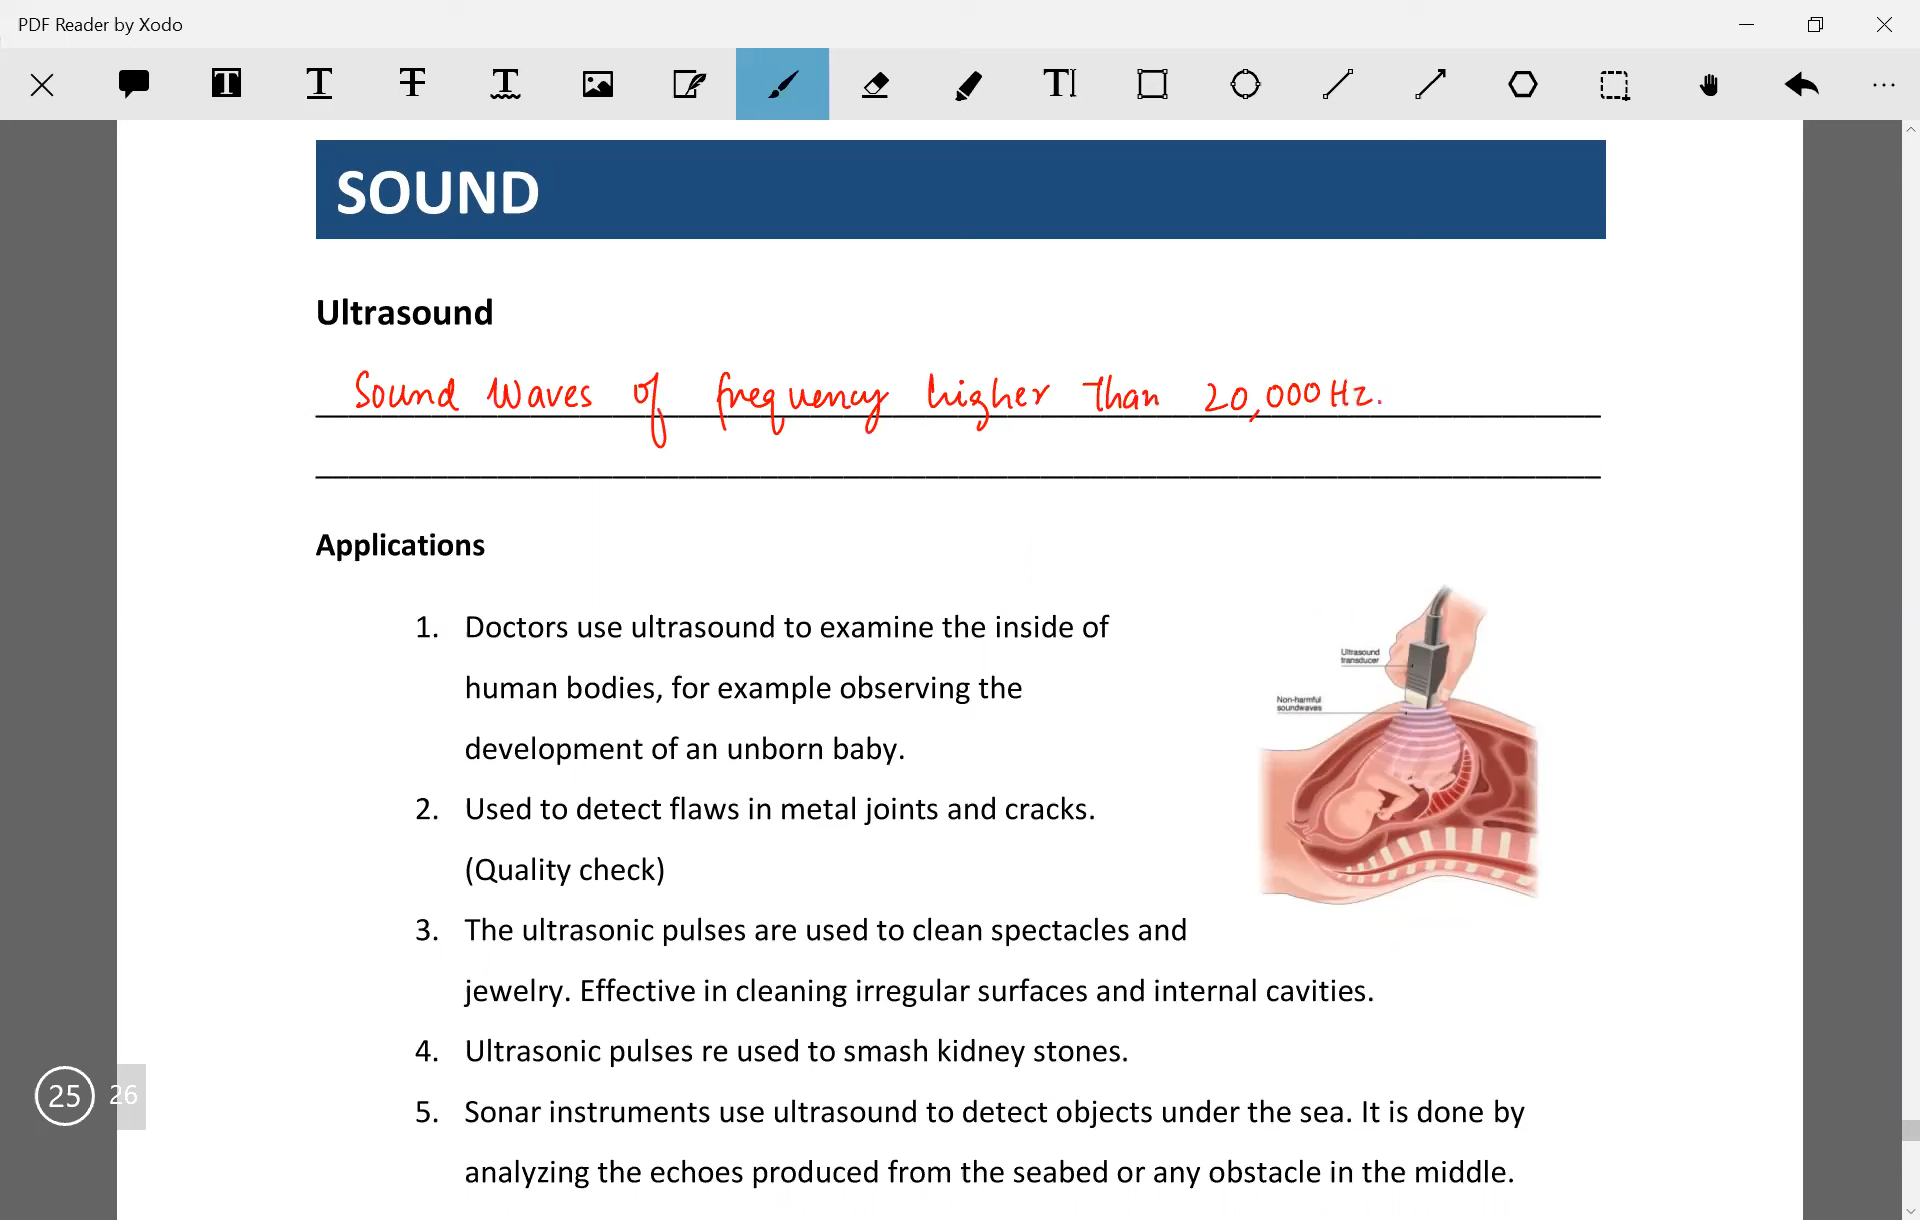 PDF Reader by Xodo
SOUND
Ultrasound
Sound Waves of frequency higher than 20,000Hz.
Applications
1. Doctors use ultrasound to examine the inside of
human bodies, for example observing the
development of an unborn baby.
Ultrasound
transducer
Non-harmful
soundwaves
2. Used to detect flaws in metal joints and cracks.
(Quality check)
3. The ultrasonic pulses are used to clean spectacles and
jewelry. Effective in cleaning irregular surfaces and internal cavities.
4. Ultrasonic pulses re used to smash kidney stones.
25 26
5. Sonar instruments use ultrasound to detect objects under the sea. It is done by
analyzing the echoes produced from the seabed or any obstacle in the middle.